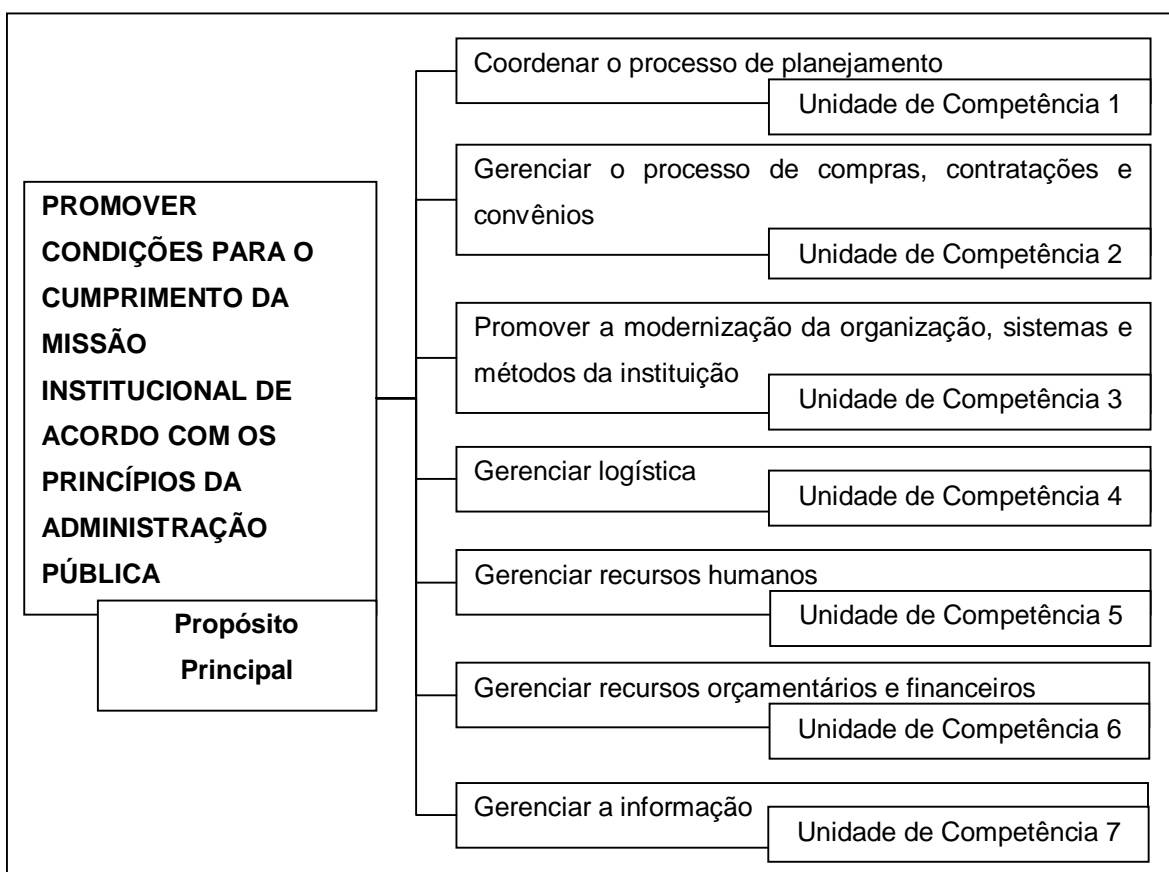 PROMOVER
CONDIÇÕES PARA O
CUMPRIMENTO DA
MISSÃO
INSTITUCIONAL DE
ACORDO COM OS
PRINCÍPIOS DA
ADMINISTRAÇÃO
PÚBLICA
Propósito
Principal
Coordenar o processo de planejamento
Unidade de Competência 1
Gerenciar o processo de compras, contratações e
convênios
Unidade de Competência 2
Promover a modernização da organização, sistemas e
métodos da instituição
Unidade de Competência 3
Gerenciar logística
Unidade de Competência 4
Gerenciar recursos humanos
Unidade de Competência 5
Gerenciar recursos orçamentários e financeiros
Unidade de Competência 6
Gerenciar a informação
Unidade de Competência 7